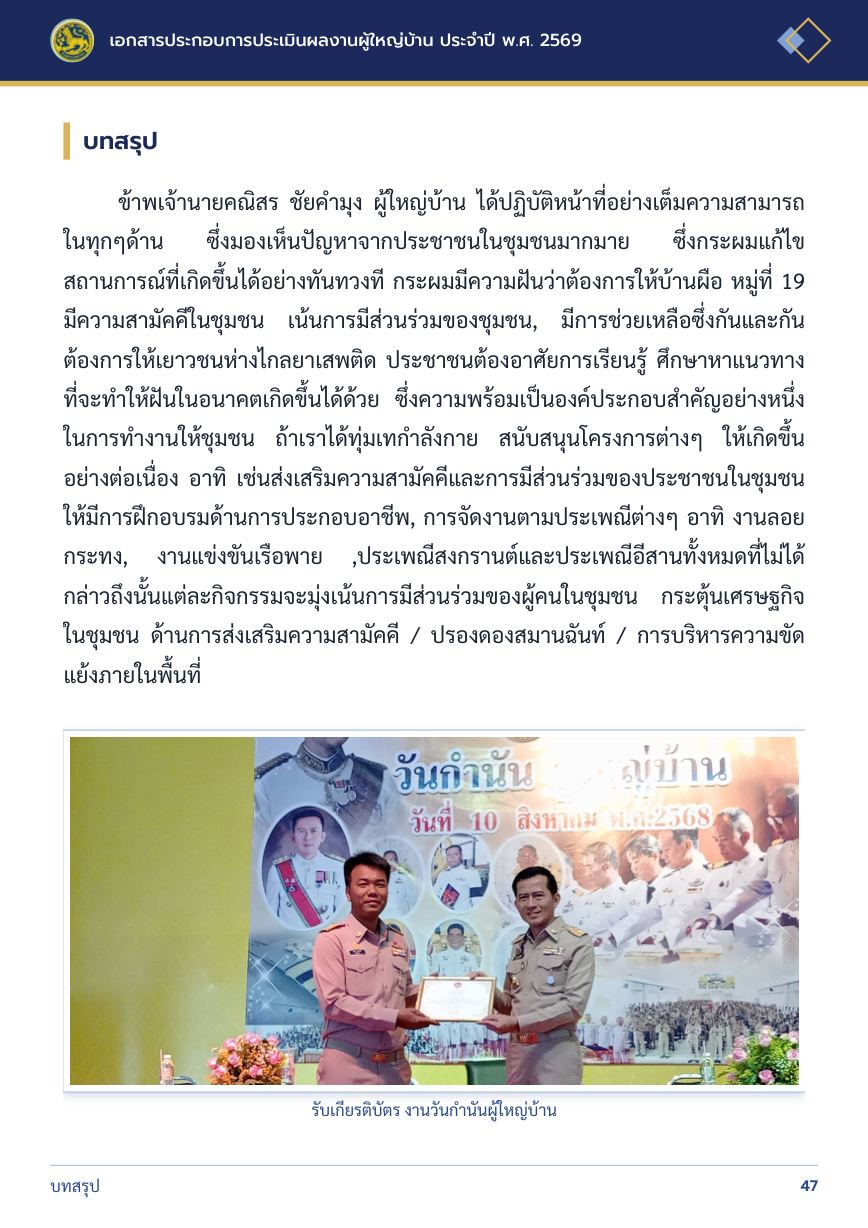 เอกสารประกอบการประเมินผลงานผู้ใหญ่บ้าน ประจำปี พ.ศ. 2569
บทสรุป
ข้าพเจ้านายคณิสร ชัยคำมุง ผู้ใหญ่บ้าน ได้ปฏิบัติหน้าที่อย่างเต็มความสามารถ
ในทุกๆด้าน ซึ่งมองเห็นปัญหาจากประชาชนในชุมชนมากมาย ซึ่งกระผมแก้ไข
สถานการณ์ที่เกิดขึ้นได้อย่างทันทวงที กระผมมีความฝันว่าต้องการให้บ้านผือ หมู่ที่ 19
มีความสามัคคีในชุมชน เน้นการมีส่วนร่วมของชุมชน, มีการช่วยเหลือซึ่งกันและกัน
ต้องการให้เยาวชนห่างไกลยาเสพติด ประชาชนต้องอาศัยการเรียนรู้ ศึกษาหาแนวทาง
ที่จะทำให้ฝันในอนาคตเกิดขึ้นได้ด้วย ซึ่งความพร้อมเป็นองค์ประกอบสำคัญอย่างหนึ่ง
ในการทำงานให้ชุมชน ถ้าเราได้ทุ่มเทกำลังกาย สนับสนุนโครงการต่างๆ ให้เกิดขึ้น
อย่างต่อเนื่อง อาทิ เช่นส่งเสริมความสามัคคีและการมีส่วนร่วมของประชาชนในชุมชน
ให้มีการฝึกอบรมด้านการประกอบอาชีพ, การจัดงานตามประเพณีต่างๆ อาทิ งานลอย
กระทง, งานแข่งขันเรือพาย ,ประเพณีสงกรานต์และประเพณีอีสานทั้งหมดที่ไม่ได้
กล่าวถึงนั้นแต่ละกิจกรรมจะมุ่งเน้นการมีส่วนร่วมของผู้คนในชุมชน กระตุ้นเศรษฐกิจ
ในชุมชน ด้านการส่งเสริมความสามัคคี / ปรองดองสมานฉันท์ / การบริหารความขัด
แย้งภายในพื้นที่
วันกำนัน
วันที่ 10 สิงหาคม พ.ศ.2568
รับเกียรติบัตร งานวันกำนันผู้ใหญ่บ้าน
บทสรุป
47